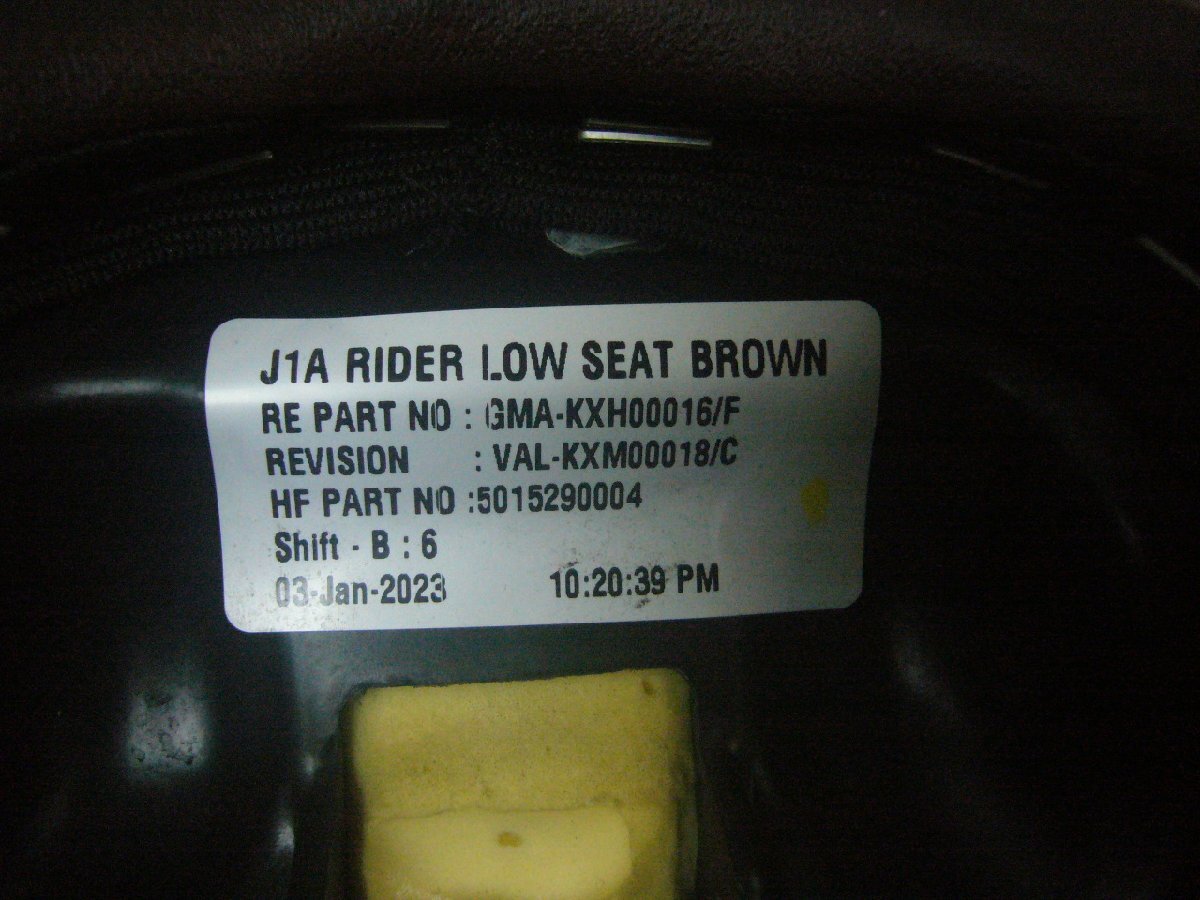 J1A RIDER LOW SEAT BROWN
RE PART NO : GMA-KXH00016/F
REVISION : VAL-KXM00018/C
HF PART NO :5015290004
Shift - B : 6
03-Jan-2023 10:20:39 PM